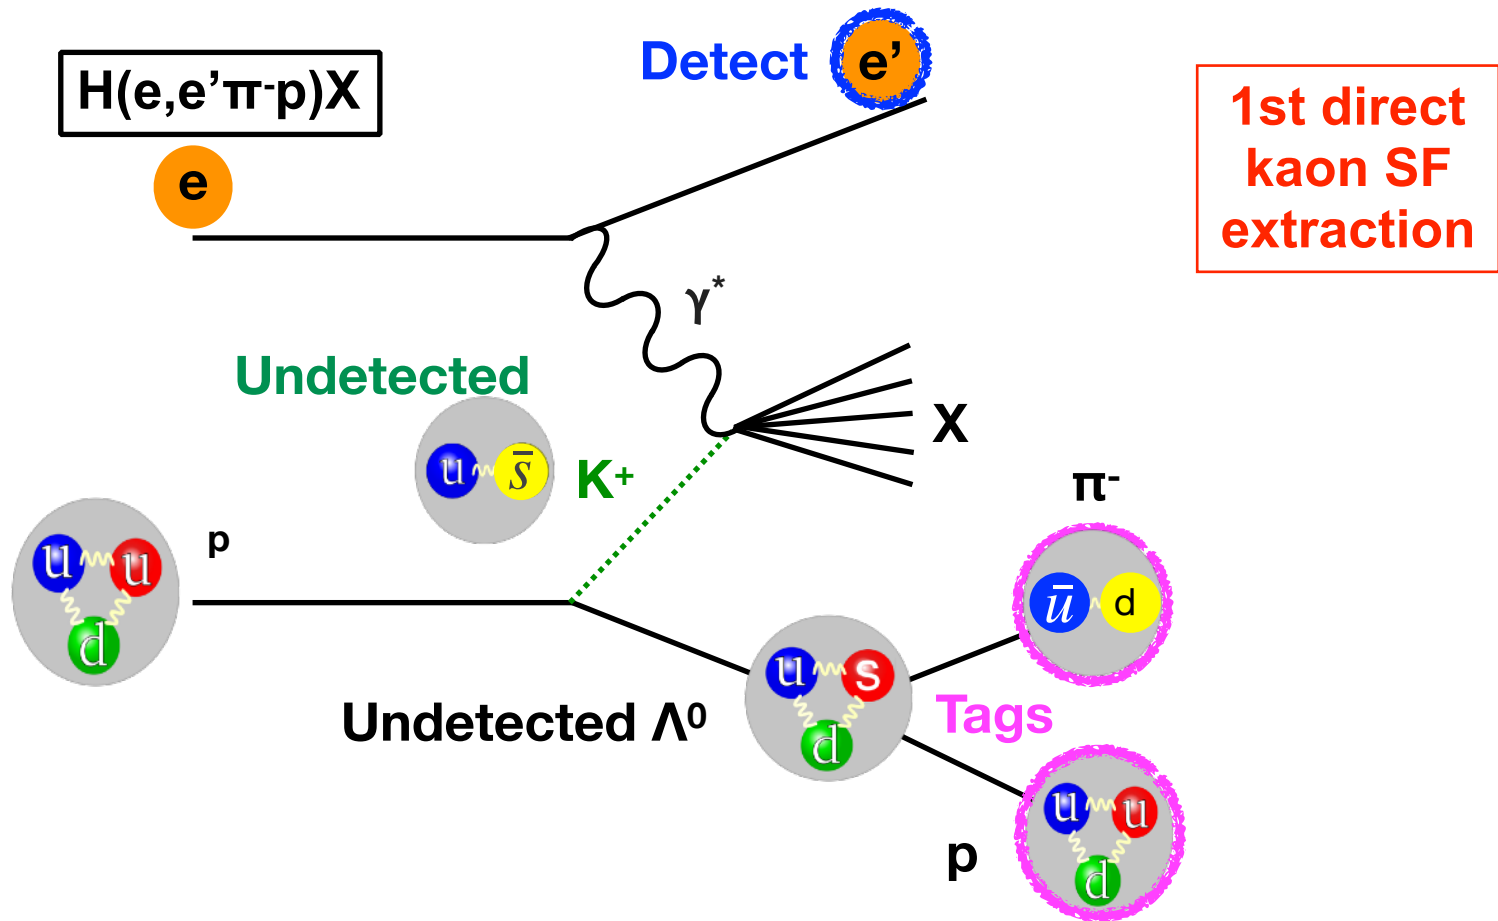 H(e,e’π-p)X
e
Detect
e’
1st direct
kaon SF
extraction
γ*
Undetected
u
s̅
K+
X
π-
p
u
u
d
u̅
d
Undetected Λ0
u
s
d
Tags
p
u
u
d